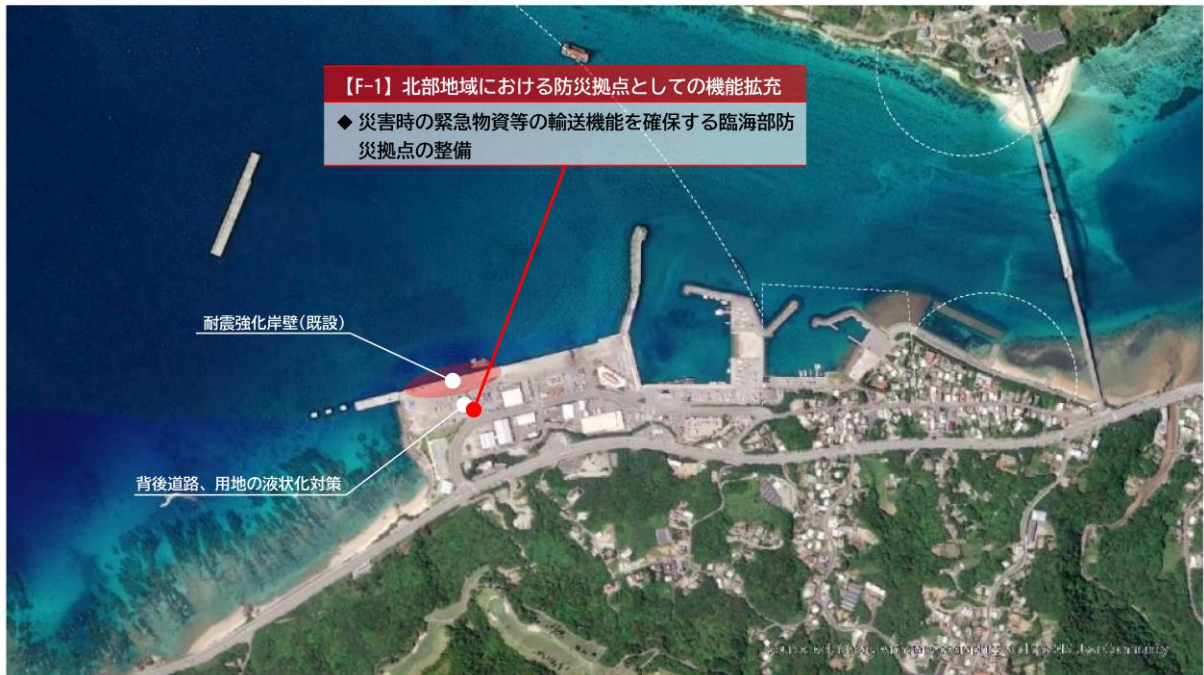 【F-1】北部地域における防災拠点としての機能拡充
◆ 災害時の緊急物資等の輸送機能を確保する臨海部防
災拠点の整備
耐震強化岸壁(既設)
背後道路、用地の液状化対策